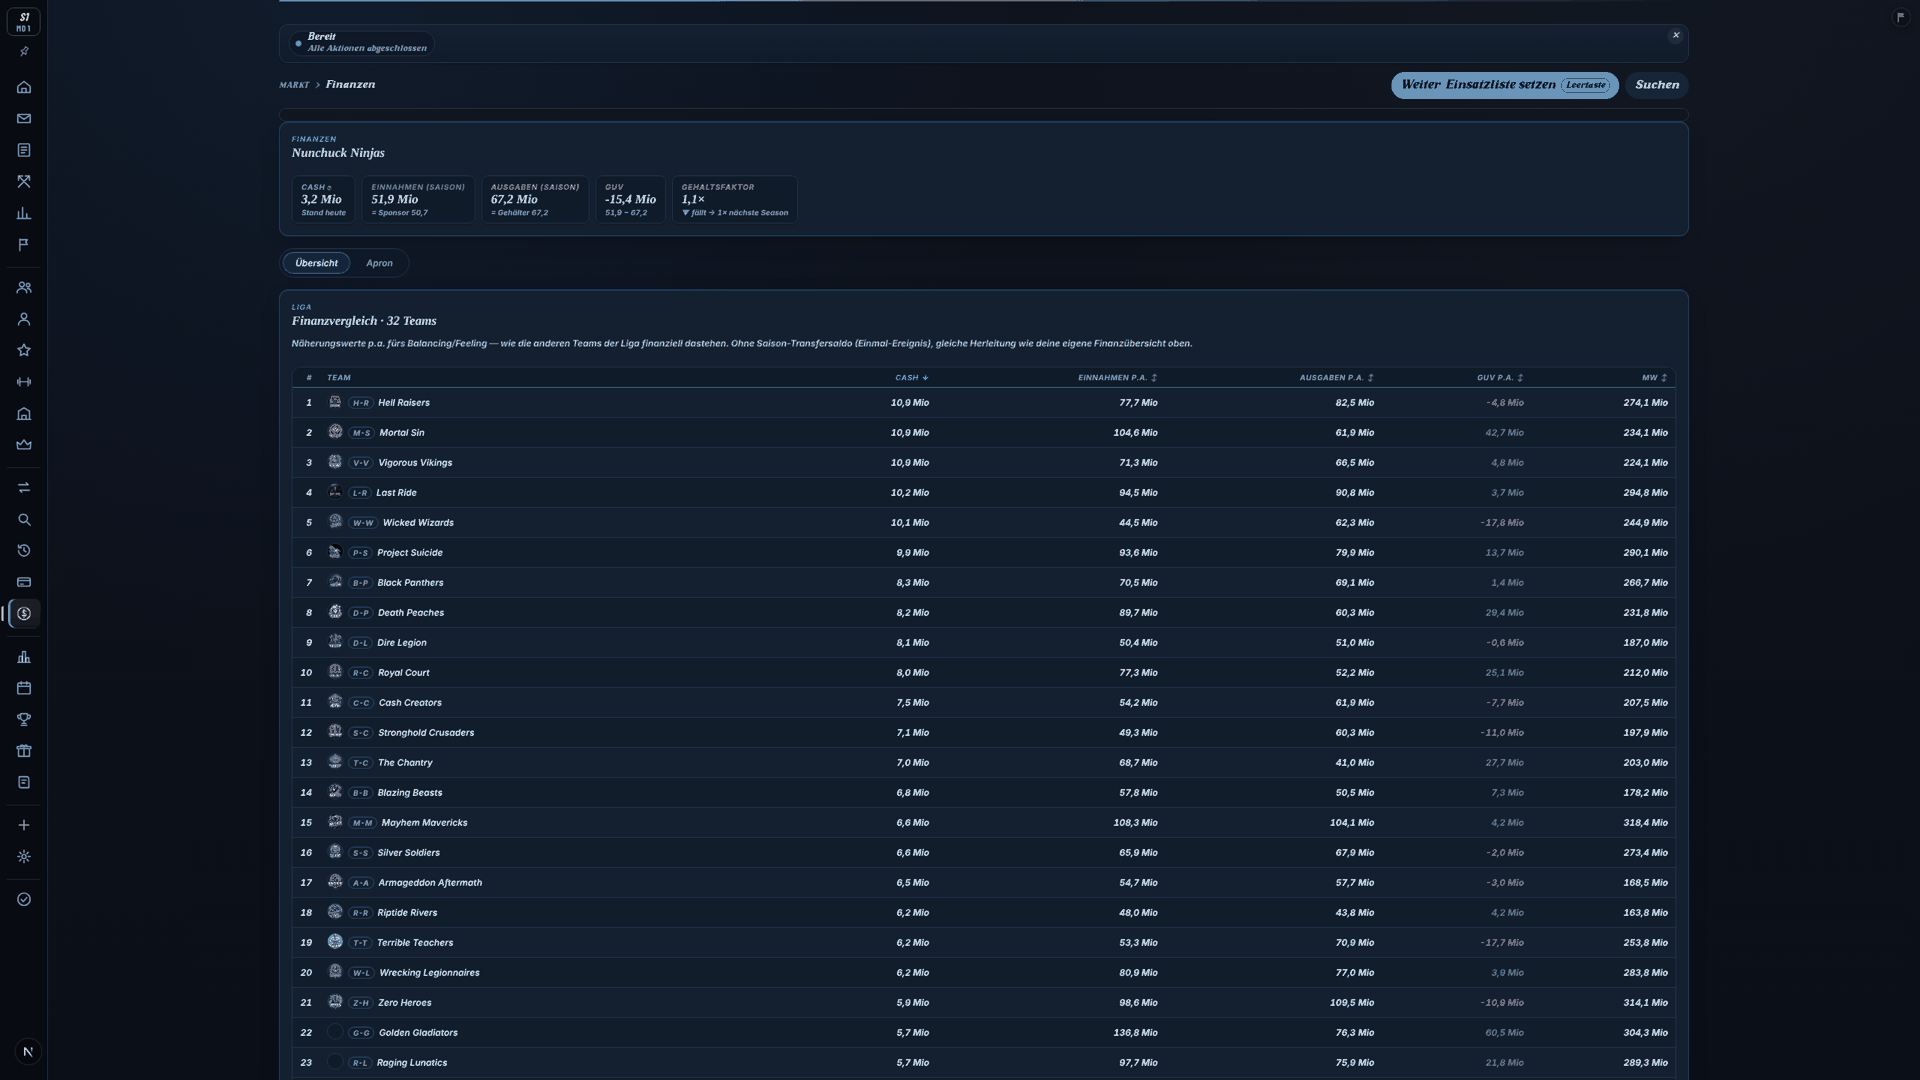 S1
MD 1
Bereit
Alle Aktionen abgeschlossen
MARKT > Finanzen
Weiter Einsatzliste setzen Leertaste
Suchen
FINANZEN
Nunchuck Ninjas
CASH
3,2 Mio
Stand heute
EINNAHMEN (SAISON)
51,9 Mio
= Sponsor 50,7
AUSGABEN (SAISON)
67,2 Mio
= Gehälter 67,2
GUV
-15,4 Mio
51,9 − 67,2
GEHALTSFAKTOR
1,1×
▼ fällt → 1× nächste Season
Übersicht Apron
LIGA
Finanzvergleich · 32 Teams
Näherungswerte p.a. fürs Balancing/Feeling — wie die anderen Teams der Liga finanziell dastehen. Ohne Saison-Transfersaldo (Einmal-Ereignis), gleiche Herleitung wie deine eigene Finanzübersicht oben.
# TEAM CASH ↓ EINNAHMEN P.A. ↕ AUSGABEN P.A. ↕ GUV P.A. ↕ MW ↕
1 H-R Hell Raisers 10,9 Mio 77,7 Mio 82,5 Mio -4,8 Mio 274,1 Mio
2 M-S Mortal Sin 10,9 Mio 104,6 Mio 61,9 Mio 42,7 Mio 234,1 Mio
3 V-V Vigorous Vikings 10,9 Mio 71,3 Mio 66,5 Mio 4,8 Mio 224,1 Mio
4 L-R Last Ride 10,2 Mio 94,5 Mio 90,8 Mio 3,7 Mio 294,8 Mio
5 W-W Wicked Wizards 10,1 Mio 44,5 Mio 62,3 Mio -17,8 Mio 244,9 Mio
6 P-S Project Suicide 9,9 Mio 93,6 Mio 79,9 Mio 13,7 Mio 290,1 Mio
7 B-P Black Panthers 8,3 Mio 70,5 Mio 69,1 Mio 1,4 Mio 266,7 Mio
8 D-P Death Peaches 8,2 Mio 89,7 Mio 60,3 Mio 29,4 Mio 231,8 Mio
9 D-L Dire Legion 8,1 Mio 50,4 Mio 51,0 Mio -0,6 Mio 187,0 Mio
10 R-C Royal Court 8,0 Mio 77,3 Mio 52,2 Mio 25,1 Mio 212,0 Mio
11 C-C Cash Creators 7,5 Mio 54,2 Mio 61,9 Mio -7,7 Mio 207,5 Mio
12 S-C Stronghold Crusaders 7,1 Mio 49,3 Mio 60,3 Mio -11,0 Mio 197,9 Mio
13 T-C The Chantry 7,0 Mio 68,7 Mio 41,0 Mio 27,7 Mio 203,0 Mio
14 B-B Blazing Beasts 6,8 Mio 57,8 Mio 50,5 Mio 7,3 Mio 178,2 Mio
15 M-M Mayhem Mavericks 6,6 Mio 108,3 Mio 104,1 Mio 4,2 Mio 318,4 Mio
16 S-S Silver Soldiers 6,6 Mio 65,9 Mio 67,9 Mio -2,0 Mio 273,4 Mio
17 A-A Armageddon Aftermath 6,5 Mio 54,7 Mio 57,7 Mio -3,0 Mio 168,5 Mio
18 R-R Riptide Rivers 6,2 Mio 48,0 Mio 43,8 Mio 4,2 Mio 163,8 Mio
19 T-T Terrible Teachers 6,2 Mio 53,3 Mio 70,9 Mio -17,7 Mio 253,8 Mio
20 W-L Wrecking Legionnaires 6,2 Mio 80,9 Mio 77,0 Mio 3,9 Mio 283,8 Mio
21 Z-H Zero Heroes 5,9 Mio 98,6 Mio 109,5 Mio -10,9 Mio 314,1 Mio
22 G-G Golden Gladiators 5,7 Mio 136,8 Mio 76,3 Mio 60,5 Mio 304,3 Mio
23 R-L Raging Lunatics 5,7 Mio 97,7 Mio 75,9 Mio 21,8 Mio 289,3 Mio
N